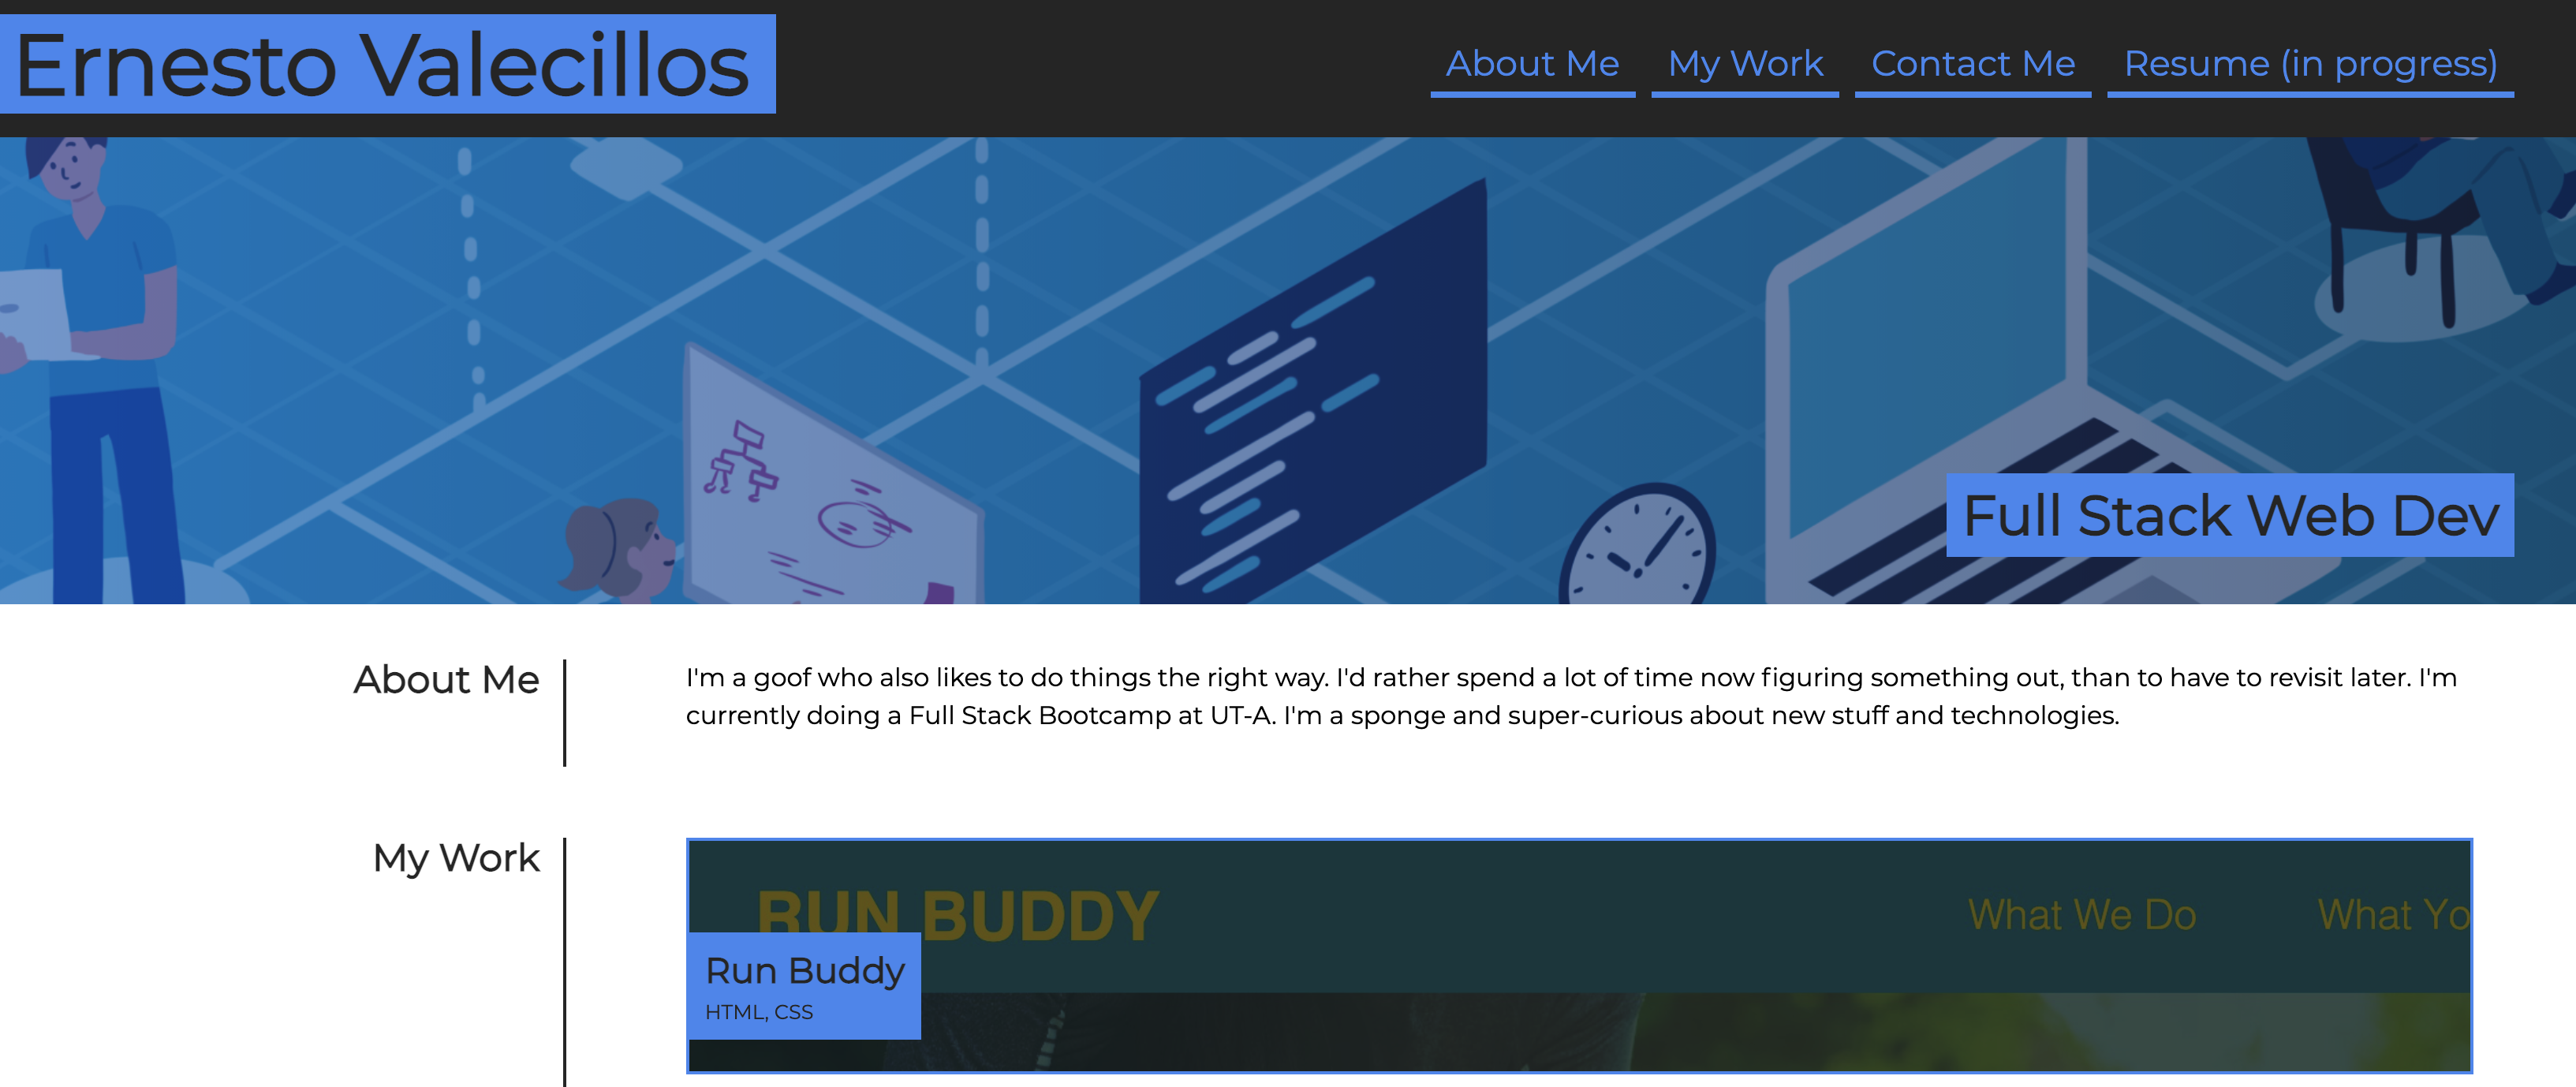 Ernesto Valecillos
About Me
My Work
Contact Me
Resume (in progress)
Full Stack Web Dev
About Me
I'm a goof who also likes to do things the right way. I'd rather spend a lot of time now figuring something out, than to have to revisit later. I'm
currently doing a Full Stack Bootcamp at UT-A. I'm a sponge and super-curious about new stuff and technologies.
My Work
RUN BUDDY
What We Do
What Yo
Run Buddy
HTML, CSS